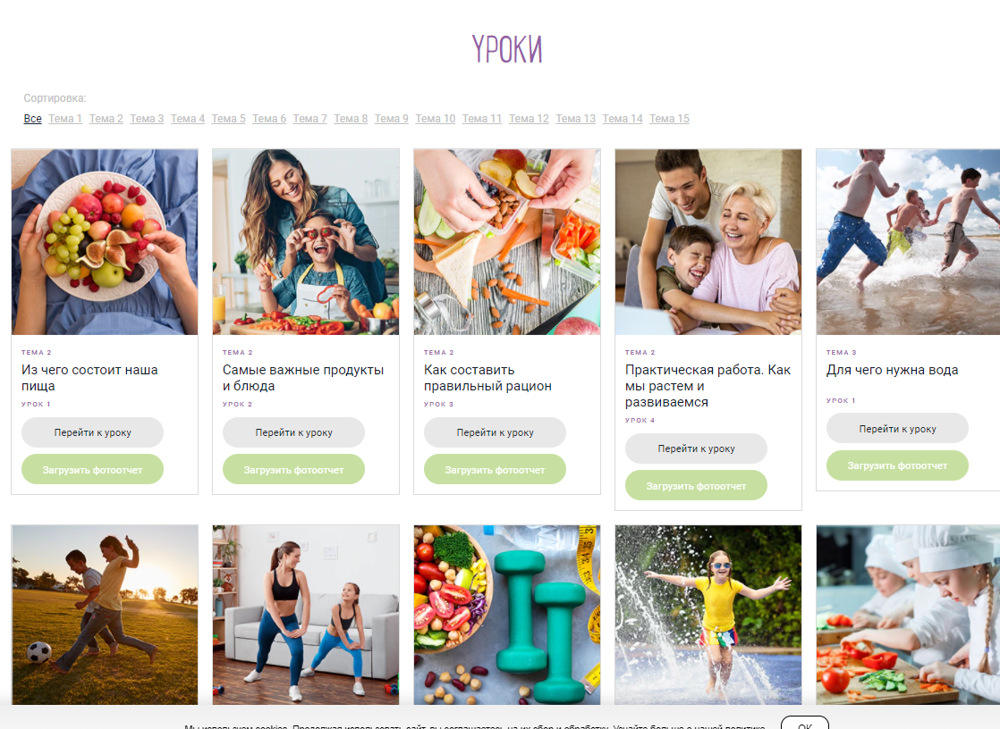 УРОКИ
Сортировка:
Все Тема 1 Тема 2 Тема 3 Тема 4 Тема 5 Тема 6 Тема 7 Тема 8 Тема 9 Тема 10 Тема 11 Тема 12 Тема 13 Тема 14 Тема 15
ТЕМА 2
Из чего состоит наша
пища
УРОК 1
Перейти к уроку
Загрузить фотоотчет
ТЕМА 2
Самые важные продукты
и блюда
УРОК 2
Перейти к уроку
Загрузить фотоотчет
ТЕМА 2
Как составить
правильный рацион
УРОК 3
Перейти к уроку
Загрузить фотоотчет
ТЕМА 2
Практическая работа. Как
мы растем и
развиваемся
УРОК 4
Перейти к уроку
Загрузить фотоотчет
ТЕМА 3
Для чего нужна вода
УРОК 1
Перейти к уроку
Загрузить фотоотчет
Мы используем cookies. Продолжая использовать сайт, вы соглашаетесь на их сбор и обработку. Узнайте больше о нашей политике
OK